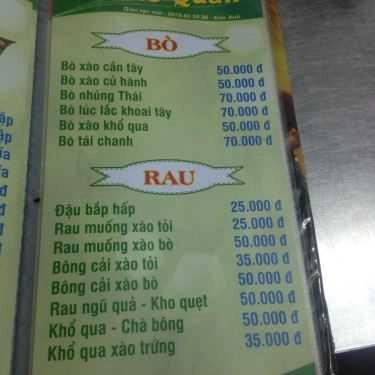 Quán
BÒ
Bò xào cần tây 50.000 đ
Bò xào củ hành 50.000 đ
Bò nhúng Thái 70.000 đ
Bò lúc lắc khoai tây 70.000 đ
Bò xào khổ qua 50.000 đ
Bò tái chanh 70.000 đ
RAU
Đậu bắp hấp 25.000 đ
Rau muống xào tỏi 25.000 đ
Rau muống xào bò 50.000 đ
Bông cải xào tỏi 35.000 đ
Bông cải xào bò 50.000 đ
Rau ngũ quả - Kho quẹt 50.000 đ
Khổ qua - Chà bông 50.000 đ
Khổ qua xào trứng 35.000 đ